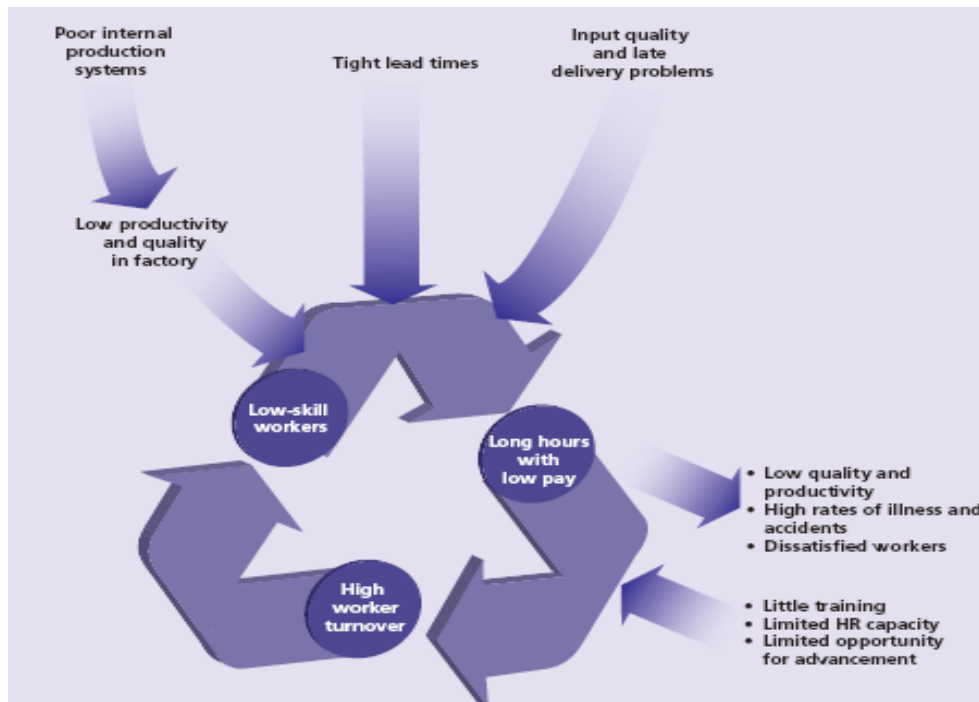 Poor internal
production
systems
Tight lead times
Input quality
and late
delivery problems
Low productivity
and quality
in factory
Low-skill
workers
Long hours
with
low pay
• Low quality and
productivity
• High rates of illness and
accidents
• Dissatisfied workers
High
worker
turnover
• Little training
• Limited HR capacity
• Limited opportunity
for advancement